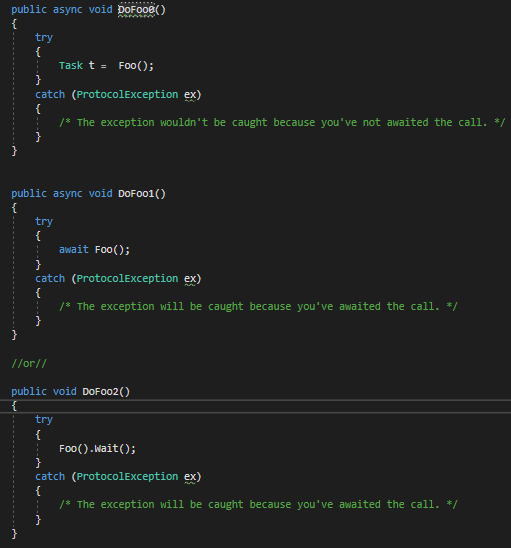 public async void DoFoo0()
{
try
{
Task t =  Foo();
}
catch (ProtocolException ex)
{
/* The exception wouldn't be caught because you've not awaited the call. */
}
}
public async void DoFoo1()
{
try
{
await Foo();
}
catch (ProtocolException ex)
{
/* The exception will be caught because you've awaited the call. */
}
}
//or//
public void DoFoo2()
{
try
{
Foo().Wait();
}
catch (ProtocolException ex)
{
/* The exception will be caught because you've awaited the call. */
}
}